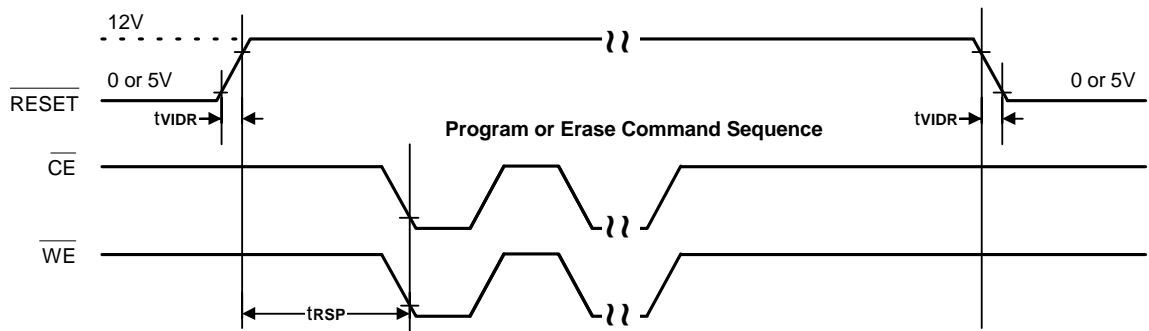 12V
0 or 5V
0 or 5V
RESET
tVIDR
tVIDR
Program or Erase Command Sequence
CE
WE
tRSP